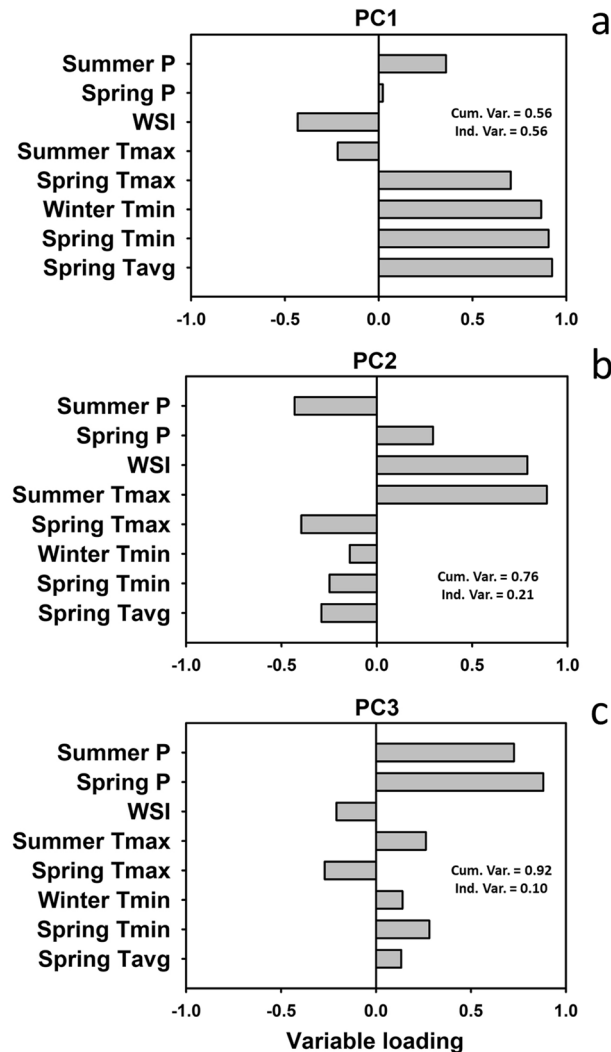 PC1
a
Summer P
Spring P
WSI
Summer Tmax
Spring Tmax
Winter Tmin
Spring Tmin
Spring Tavg
Cum. Var. = 0.56
Ind. Var. = 0.56
-1.0 -0.5 0.0 0.5 1.0
PC2
b
Summer P
Spring P
WSI
Summer Tmax
Spring Tmax
Winter Tmin
Spring Tmin
Spring Tavg
Cum. Var. = 0.76
Ind. Var. = 0.21
-1.0 -0.5 0.0 0.5 1.0
PC3
c
Summer P
Spring P
WSI
Summer Tmax
Spring Tmax
Winter Tmin
Spring Tmin
Spring Tavg
Cum. Var. = 0.92
Ind. Var. = 0.10
-1.0 -0.5 0.0 0.5 1.0
Variable loading